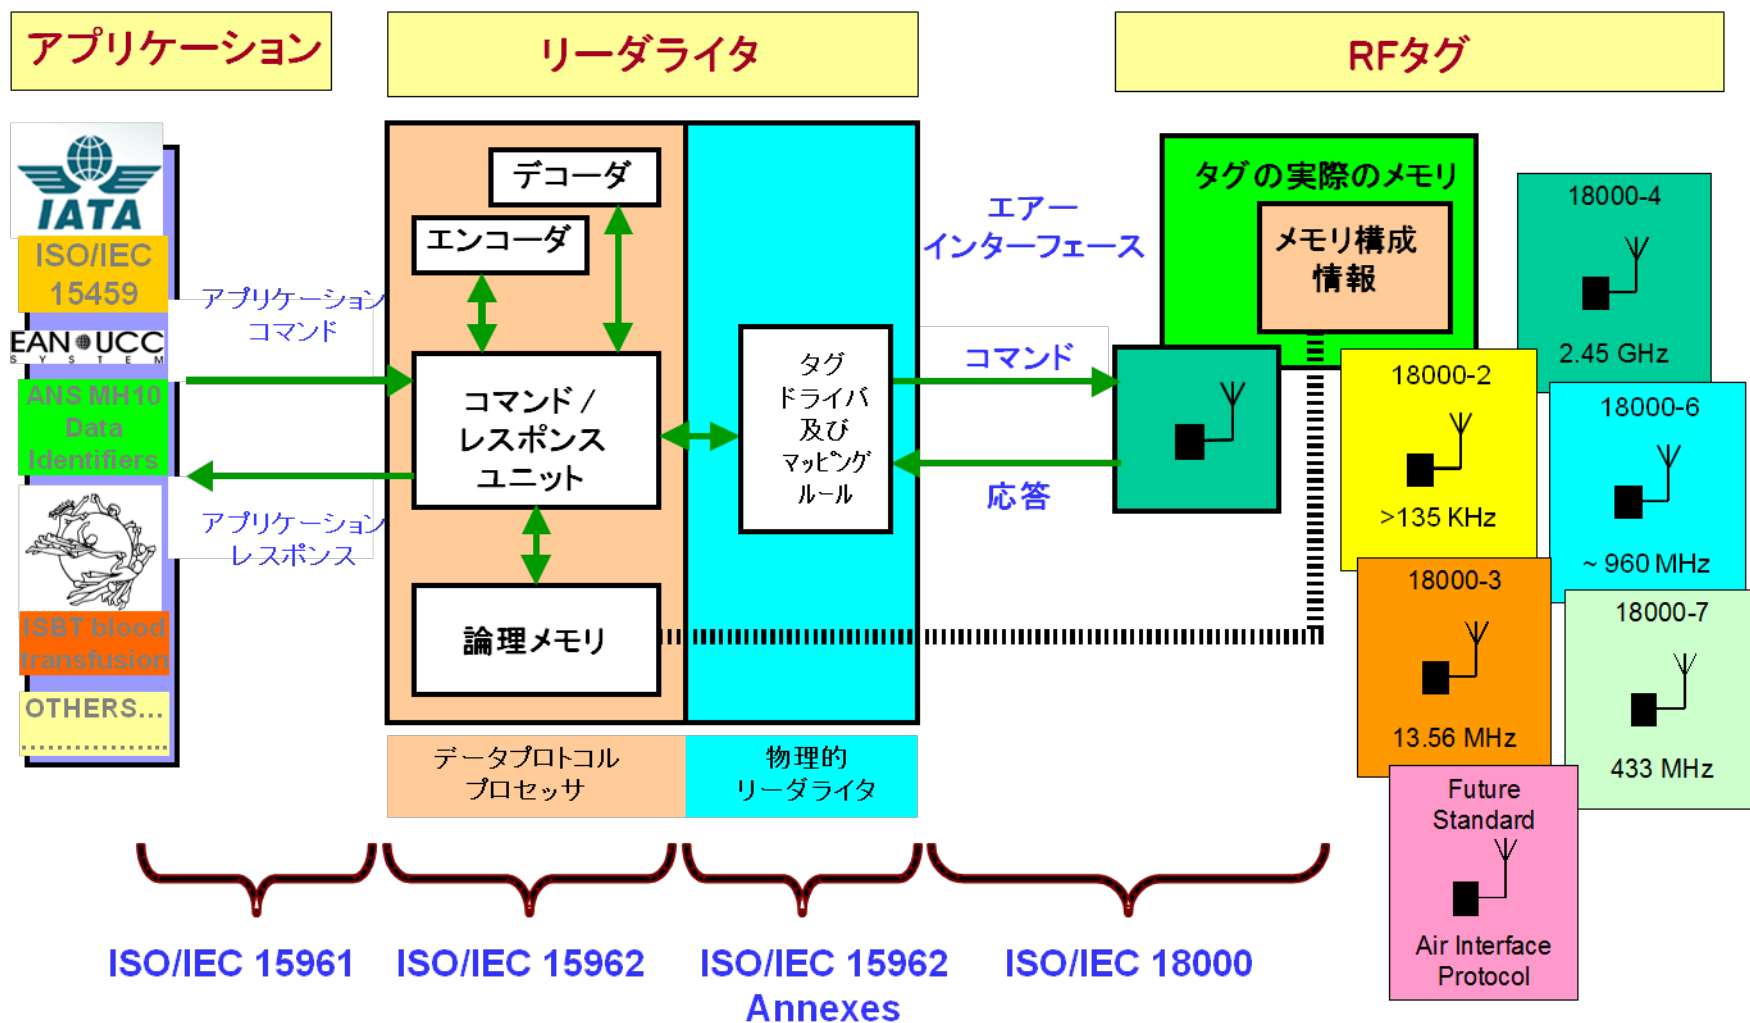 アプリケーション
リーダライタ
RFタグ
IATA
ISO/IEC
15459
EAN UCC
SYSTEM
ANS MH10
Data
Identifiers
ISBT blood
transfusion
OTHERS...
アプリケーション
コマンド
アプリケーション
レスポンス
デコーダ
エンコーダ
コマンド /
レスポンス
ユニット
論理メモリ
タグ
ドライバ
及び
マッピング
ルール
データプロトコル
プロセッサ
物理的
リーダライタ
エアー
インターフェース
コマンド
応答
タグの実際のメモリ
メモリ構成
情報
18000-4
2.45 GHz
18000-2
>135 KHz
18000-6
~ 960 MHz
18000-3
13.56 MHz
18000-7
433 MHz
Future
Standard
Air Interface
Protocol
ISO/IEC 15961
ISO/IEC 15962
ISO/IEC 15962
Annexes
ISO/IEC 18000